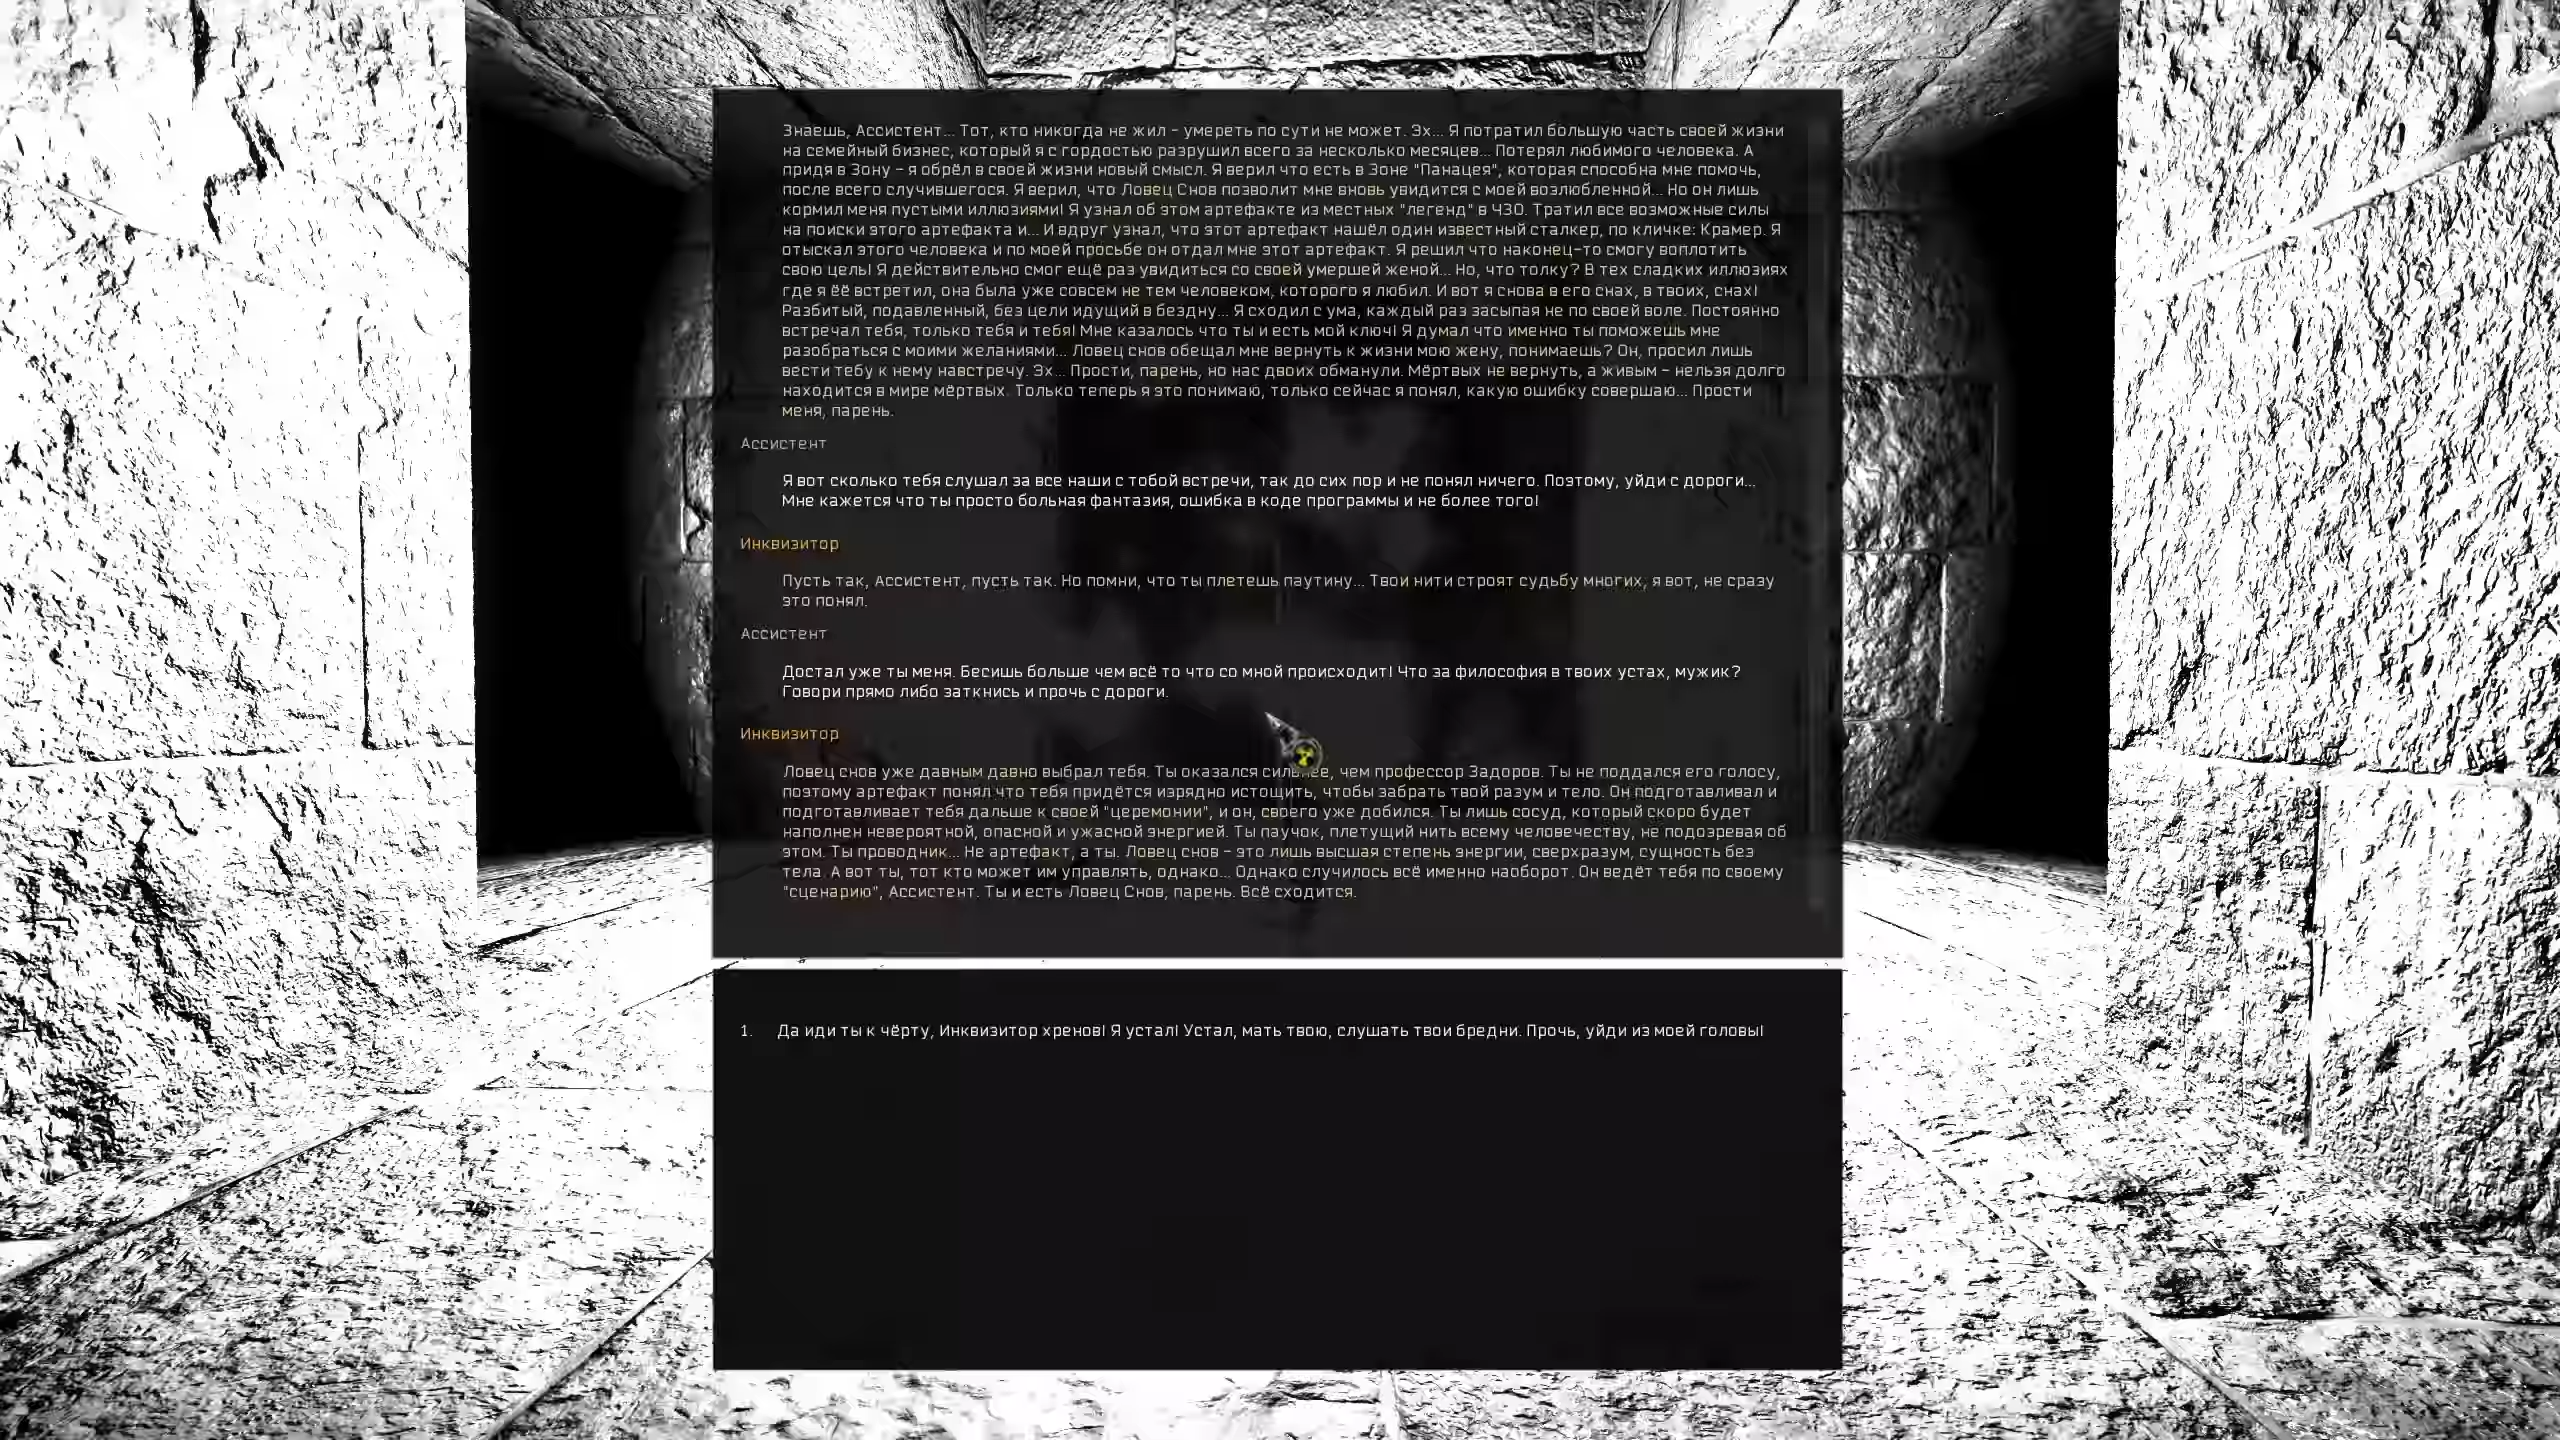 Знаешь, Ассистент... Тот, кто никогда не жил - умереть по сути не может. Эх... Я потратил большую часть своей жизни
на семейный бизнес, который я с гордостью разрушил всего за несколько месяцев... Потерял любимого человека. А
придя в Зону - я обрёл в своей жизни новый смысл. Я верил что есть в Зоне "Панацея", которая способна мне помочь,
после всего случившегося. Я верил, что Ловец Снов позволит мне вновь увидится с моей возлюбленной... Но он лишь
кормил меня пустыми иллюзиями! Я узнал об этом артефакте из местных "легенд" в ЧЗО. Тратил все возможные силы
на поиски этого артефакта и... И вдруг узнал, что этот артефакт нашёл один известный сталкер, по кличке: Крамер. Я
отыскал этого человека и по моей просьбе он отдал мне этот артефакт. Я решил что наконец-то смогу воплотить
свою цель! Я действительно смог ещё раз увидиться со своей умершей женой... Но, что толку? В тех сладких иллюзиях
где я ёё встретил, она была уже совсем не тем человеком, которого я любил. И вот я снова в его снах, в твоих, снах!
Разбитый, подавленный, без цели идущий в бездну... Я сходил с ума, каждый раз засыпая не по своей воле. Постоянно
встречал тебя, только тебя и тебя! Мне казалось что ты и есть мой ключ! Я думал что именно ты поможешь мне
разобраться с моими желаниями... Ловец снов обещал мне вернуть к жизни мою жену, понимаешь? Он, просил лишь
вести тебу к нему навстречу. Эх... Прости, парень, но нас двоих обманули. Мёртвых не вернуть, а живым - нельзя долго
находится в мире мёртвых. Только теперь я это понимаю, только сейчас я понял, какую ошибку совершаю... Прости
меня, парень.
Ассистент
Я вот сколько тебя слушал за все наши с тобой встречи, так до сих пор и не понял ничего. Поэтому, уйди с дороги...
Мне кажется что ты просто больная фантазия, ошибка в коде программы и не более того!
Инквизитор
Пусть так, Ассистент, пусть так. Но помни, что ты плетешь паутину... Твои нити строят судьбу многих, я вот, не сразу
это понял.
Ассистент
Достал уже ты меня. Бесишь больше чем всё то что со мной происходит! Что за философия в твоих устах, мужик?
Говори прямо либо заткнись и прочь с дороги.
Инквизитор
Ловец снов уже давным давно выбрал тебя. Ты оказался сильнее, чем профессор Задоров. Ты не поддался его голосу,
поэтому артефакт понял что тебя придётся изрядно истощить, чтобы забрать твой разум и тело. Он подготавливал и
подготавливает тебя дальше к своей "церемонии", и он, своего уже добился. Ты лишь сосуд, который скоро будет
наполнен невероятной, опасной и ужасной энергией. Ты паучок, плетущий нить всему человечеству, не подозревая об
этом. Ты проводник... Не артефакт, а ты. Ловец снов - это лишь высшая степень энергии, сверхразум, сущность без
тела. А вот ты, тот кто может им управлять, однако... Однако случилось всё именно наоборот. Он ведёт тебя по своему
"сценарию", Ассистент. Ты и есть Ловец Снов, парень. Всё сходится.
1. Да иди ты к чёрту, Инквизитор хренов! Я устал! Устал, мать твою, слушать твои бредни. Прочь, уйди из моей головы!